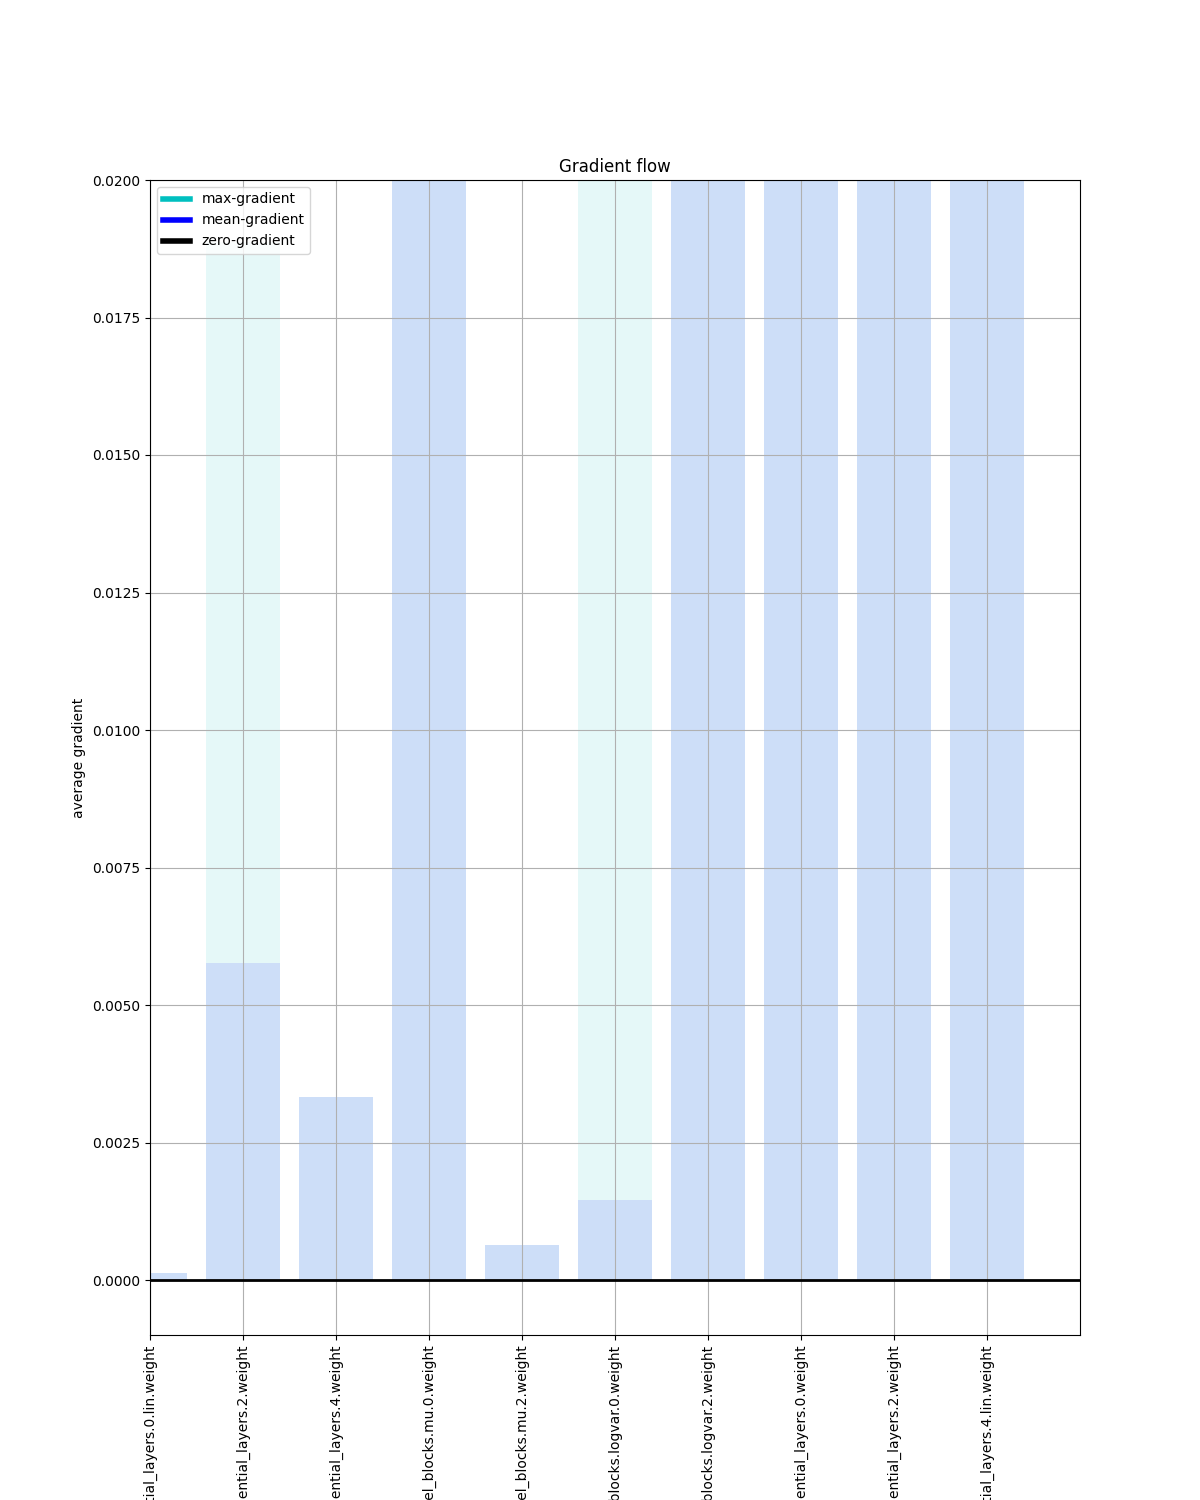 Gradient flow
max-gradient
mean-gradient
zero-gradient
average gradient
0.0200
0.0175
0.0150
0.0125
0.0100
0.0075
0.0050
0.0025
0.0000
tial_layers.0.lin.weight
ential_layers.2.weight
ential_layers.4.weight
el_blocks.mu.0.weight
el_blocks.mu.2.weight
blocks.logvar.0.weight
blocks.logvar.2.weight
ential_layers.0.weight
ential_layers.2.weight
tial_layers.4.lin.weight